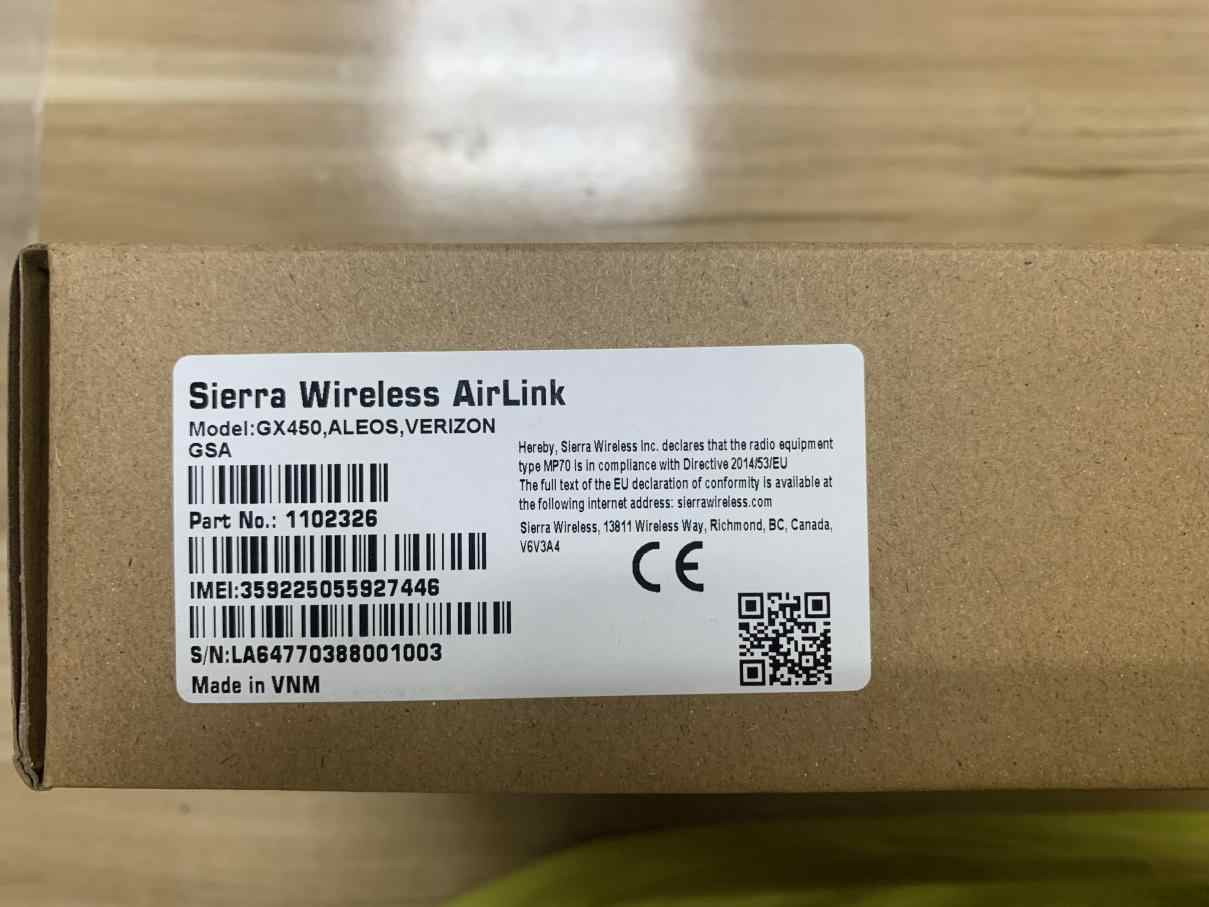 Sierra Wireless AirLink
Model:GX450,ALEOS,VERIZON
GSA
Part No.: 1102326
IMEI:359225055927446
S/N:LA64770388001003
Made in VNM
Hereby, Sierra Wireless Inc. declares that the radio equipment
type MP70 is in compliance with Directive 2014/53/EU
The full text of the EU declaration of conformity is available at
the following internet address: sierrawireless.com
Sierra Wireless, 13811 Wireless Way, Richmond, BC, Canada,
V6V3A4
CE